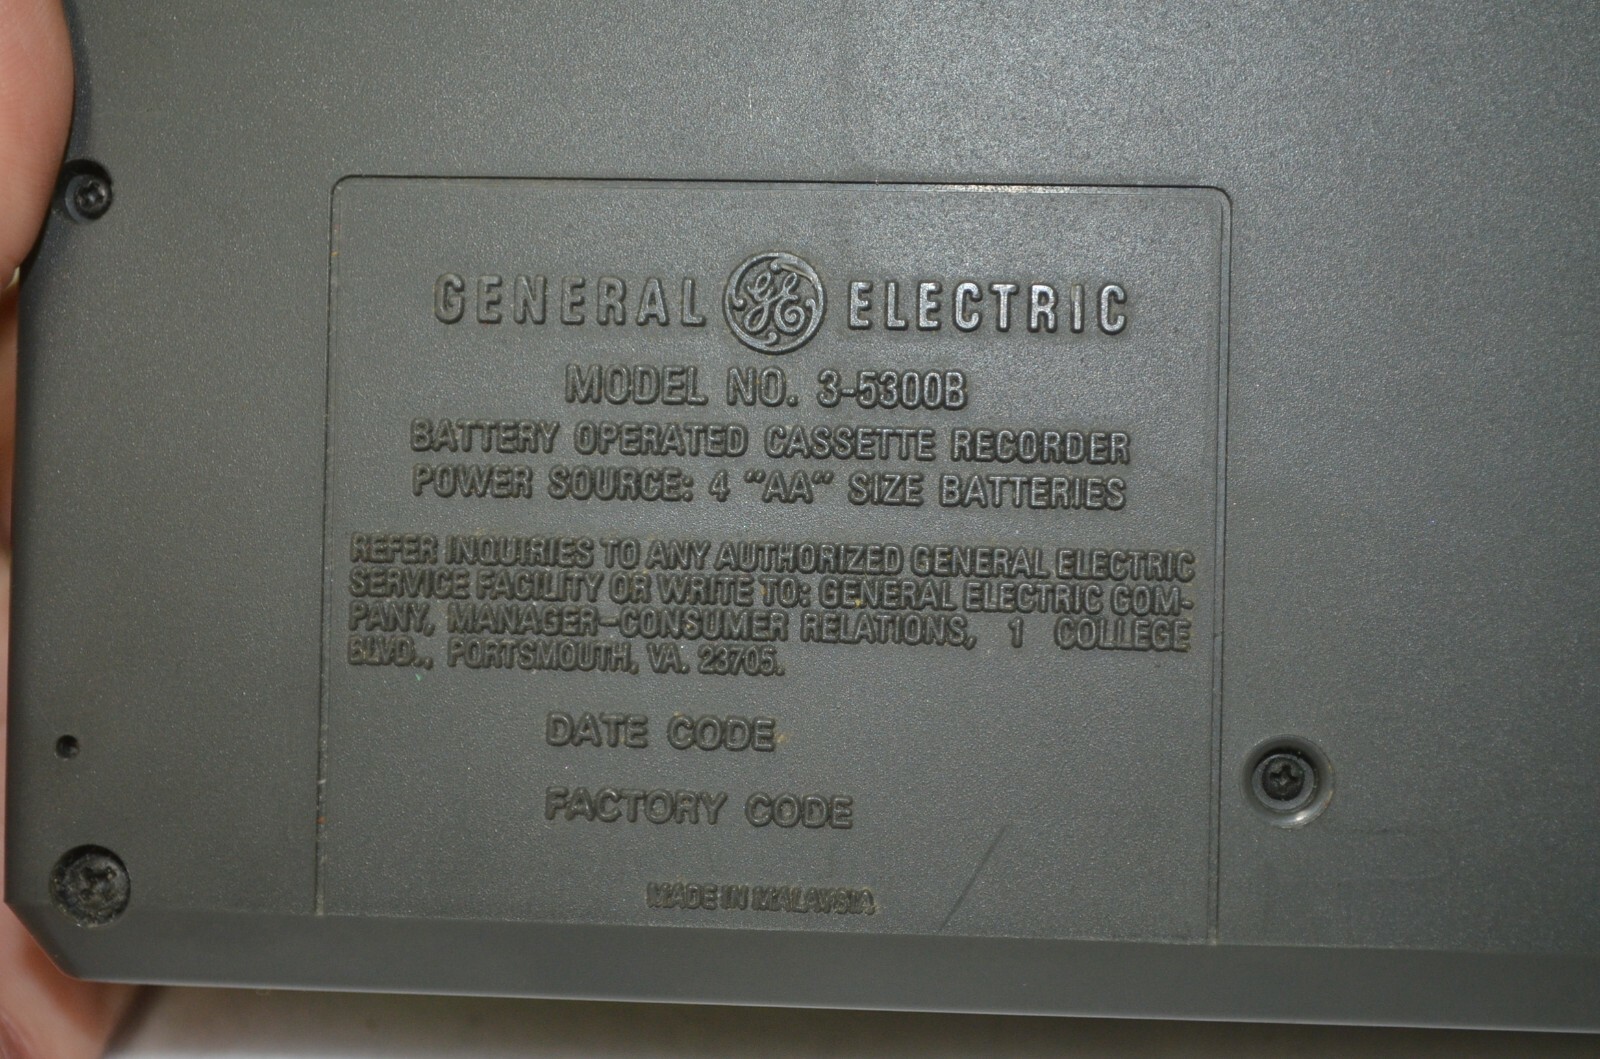 GENERAL GE ELECTRIC
MODEL NO. 3-5300B
BATTERY OPERATED CASSETTE RECORDER
POWER SOURCE: 4 "AA" SIZE BATTERIES
REFER INQUIRIES TO ANY AUTHORIZED GENERAL ELECTRIC
SERVICE FACILITY OR WRITE TO: GENERAL ELECTRIC COM-
PANY, MANAGER-CONSUMER RELATIONS, 1 COLLEGE
BLVD., PORTSMOUTH, VA. 23705.
DATE CODE
FACTORY CODE
MADE IN MALAYSIA